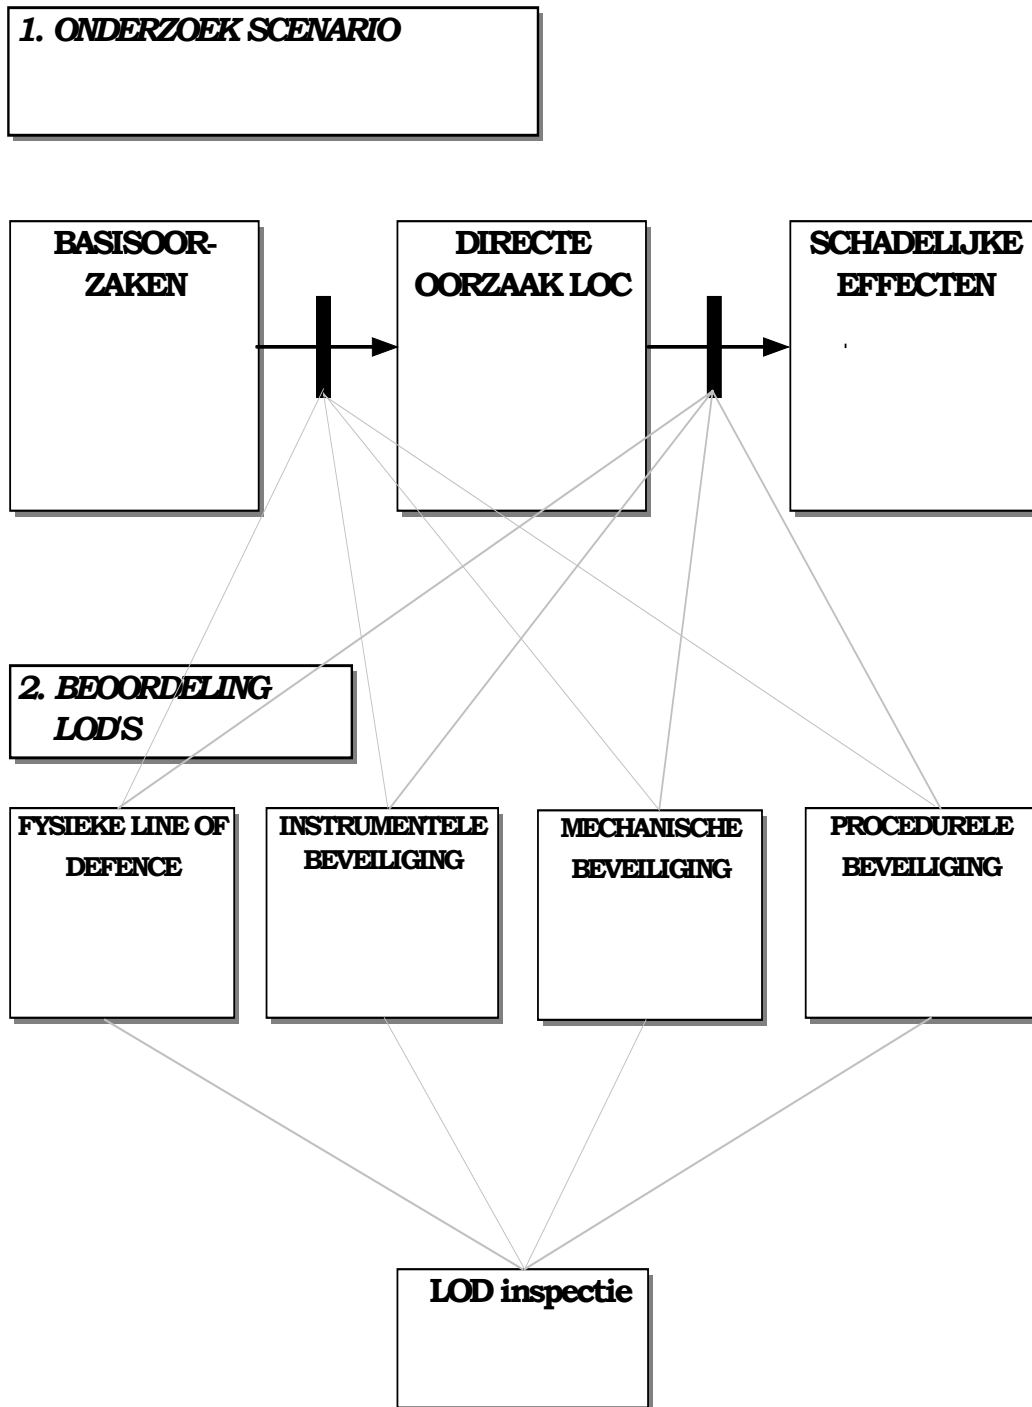 1. ONDERZOEK SCENARIO
BASISOOR-
ZAKEN
DIRECTE
OORZAAK LOC
SCHADELIJKE
EFFECTEN
2. BEOORDELING
LOD'S
FYSIEKE LINE OF
DEFENCE
INSTRUMENTELE
BEVEILIGING
MECHANISCHE
BEVEILIGING
PROCEDURELE
BEVEILIGING
LOD inspectie